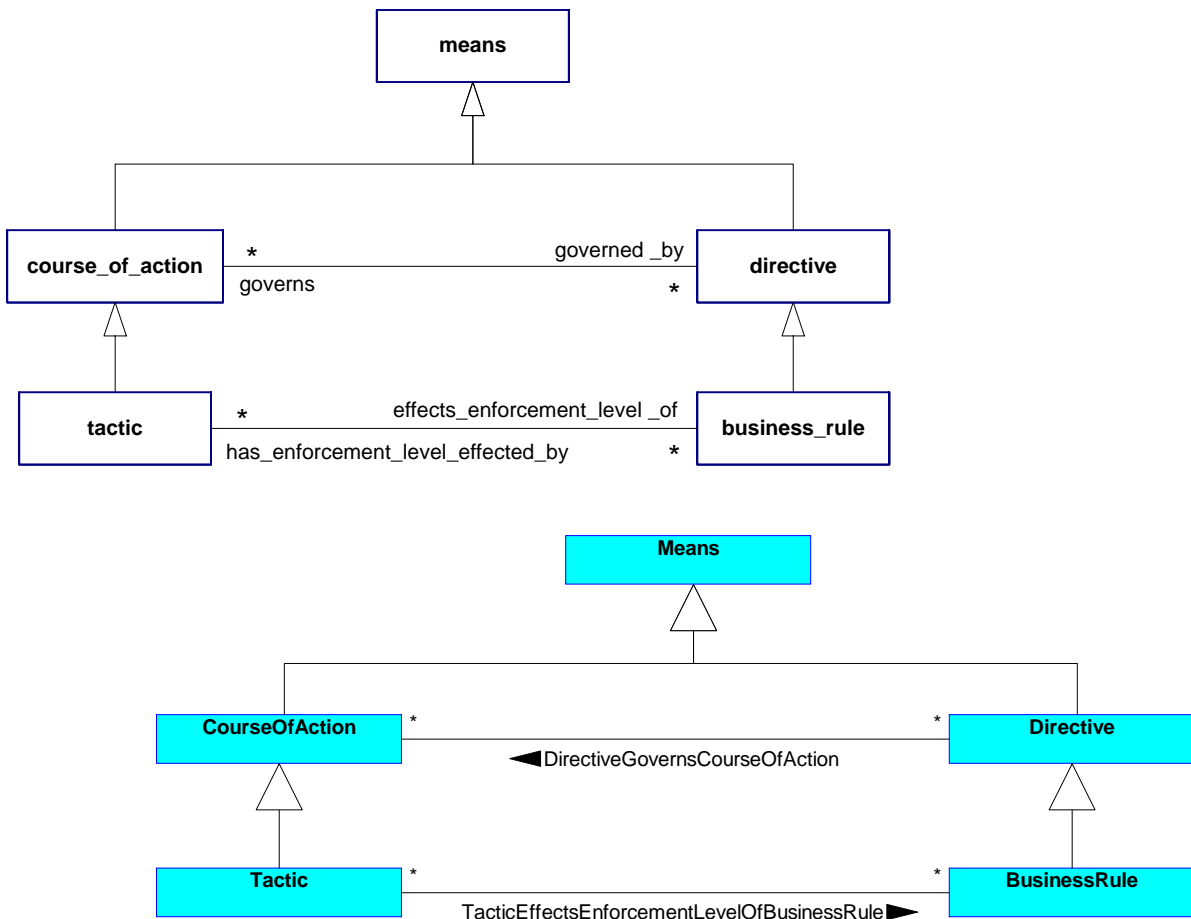 means
course_of_action
*
governed _by
directive
governs
*
tactic
*
effects_enforcement_level _of
business_rule
has_enforcement_level_effected_by
*
Means
CourseOfAction
*
*
Directive
DirectiveGovernsCourseOfAction
Tactic
*
*
BusinessRule
TacticEffectsEnforcementLevelOfBusinessRule